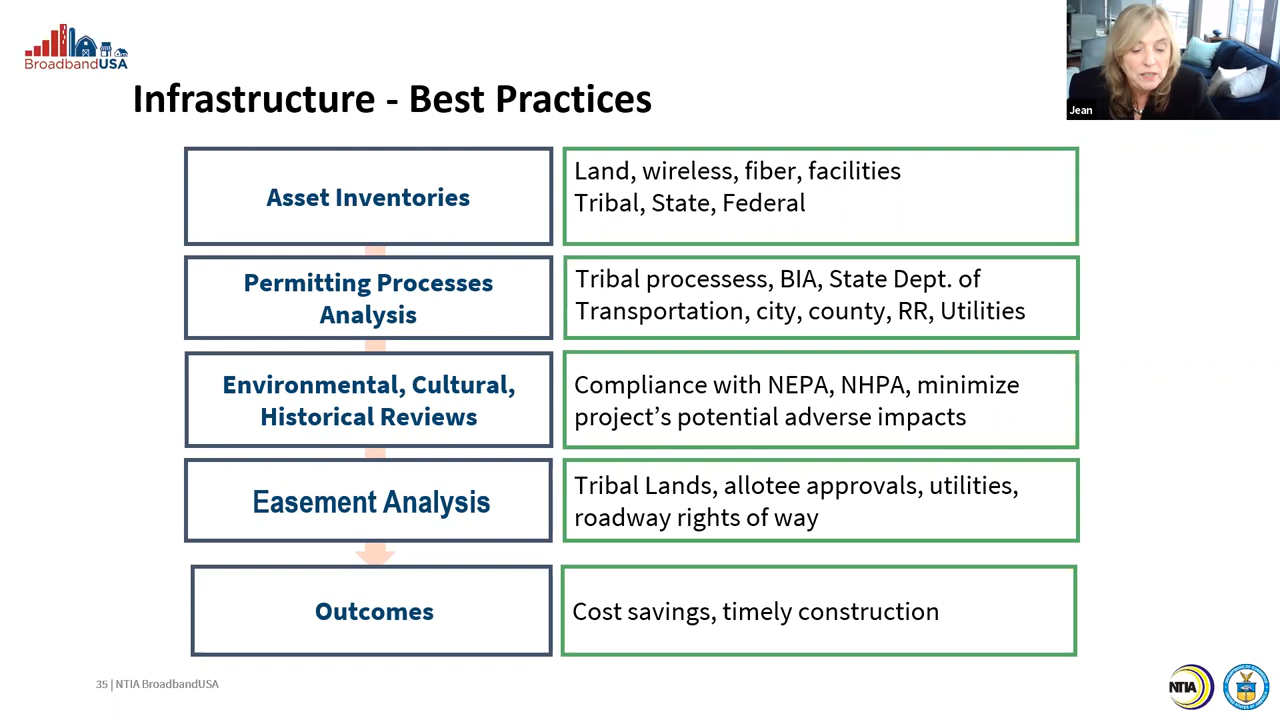 BroadbandUSA
Jean
Infrastructure - Best Practices
Asset Inventories
Land, wireless, fiber, facilities
Tribal, State, Federal
Permitting Processes
Analysis
Tribal processess, BIA, State Dept. of
Transportation, city, county, RR, Utilities
Environmental, Cultural,
Historical Reviews
Compliance with NEPA, NHPA, minimize
project’s potential adverse impacts
Easement Analysis
Tribal Lands, allotee approvals, utilities,
roadway rights of way
Outcomes
Cost savings, timely construction
35 | NTIA BroadbandUSA
NTIA